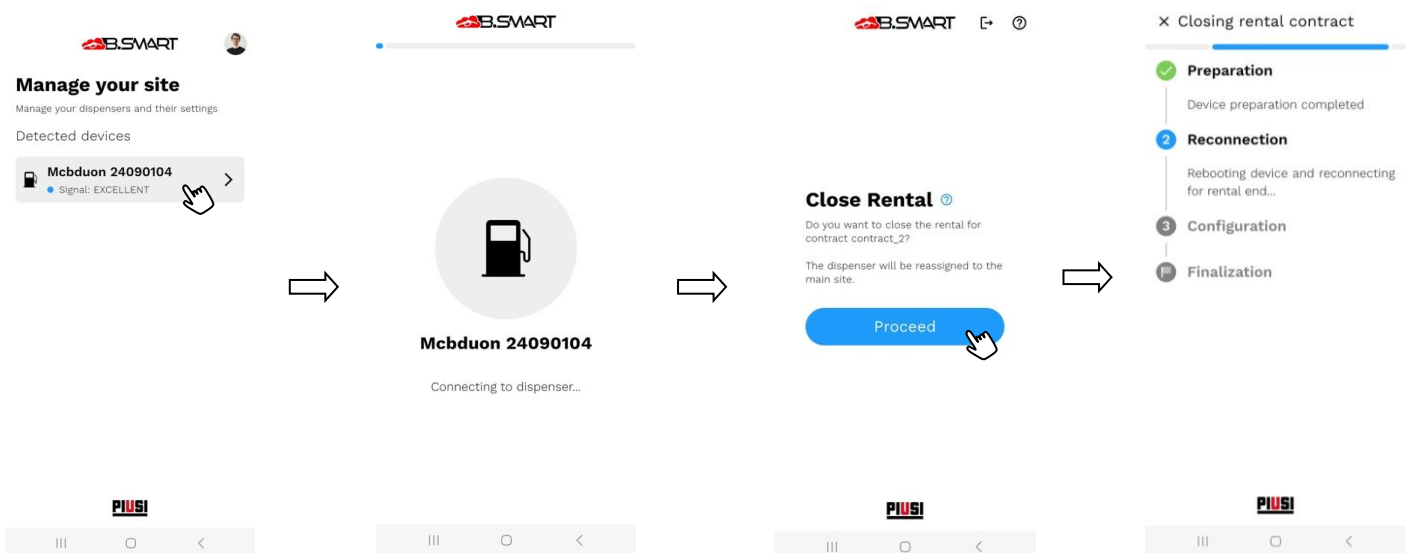 B.SMART
Manage your site
Manage your dispensers and their settings
Detected devices
Mcbduon 24090104
Signal: EXCELLENT
PIUSI
B.SMART
Mcbduon 24090104
Connecting to dispenser...
B.SMART
Close Rental
Do you want to close the rental for
contract contract_2?
The dispenser will be reassigned to the
main site.
Proceed
PIUSI
Closing rental contract
Preparation
Device preparation completed
2 Reconnection
Rebooting device and reconnecting
for rental end...
3 Configuration
Finalization
PIUSI